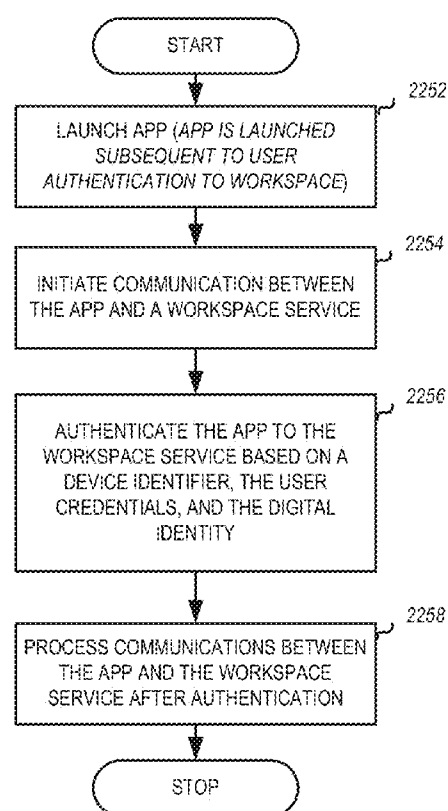 START
2252
LAUNCH APP (APP IS LAUNCHED
SUBSEQUENT TO USER
AUTHENTICATION TO WORKSPACE)
2254
INITIATE COMMUNICATION BETWEEN
THE APP AND A WORKSPACE SERVICE
2256
AUTHENTICATE THE APP TO THE
WORKSPACE SERVICE BASED ON A
DEVICE IDENTIFIER, THE USER
CREDENTIALS, AND THE DIGITAL
IDENTITY
2258
PROCESS COMMUNICATIONS BETWEEN
THE APP AND THE WORKSPACE
SERVICE AFTER AUTHENTICATION
STOP